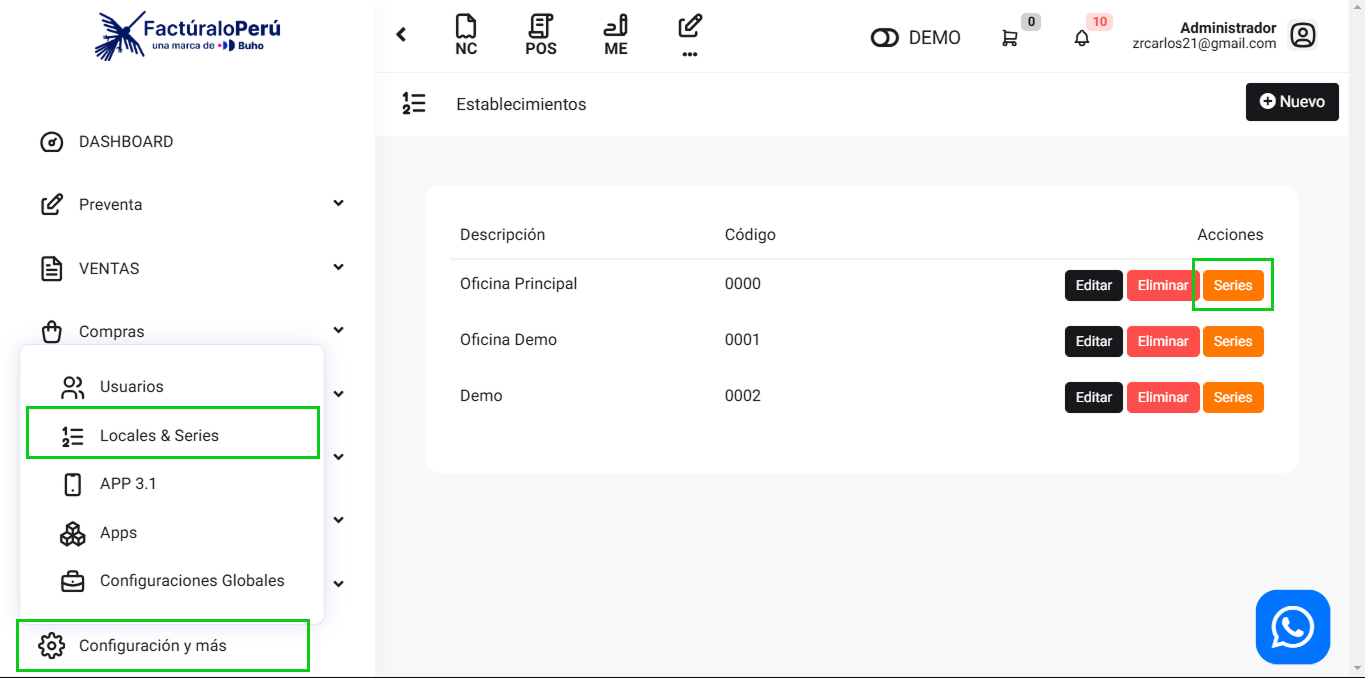 FactúraloPerú
una marca de Buho
NC
POS
ME
...
DEMO
0
10
Administrador
zrcarlos21@gmail.com
Establecimientos
Nuevo
DASHBOARD
Preventa
VENTAS
Compras
Usuarios
Locales & Series
APP 3.1
Apps
Configuraciones Globales
Configuración y más
Descripción Código Acciones
Oficina Principal 0000 Editar Eliminar Series
Oficina Demo 0001 Editar Eliminar Series
Demo 0002 Editar Eliminar Series